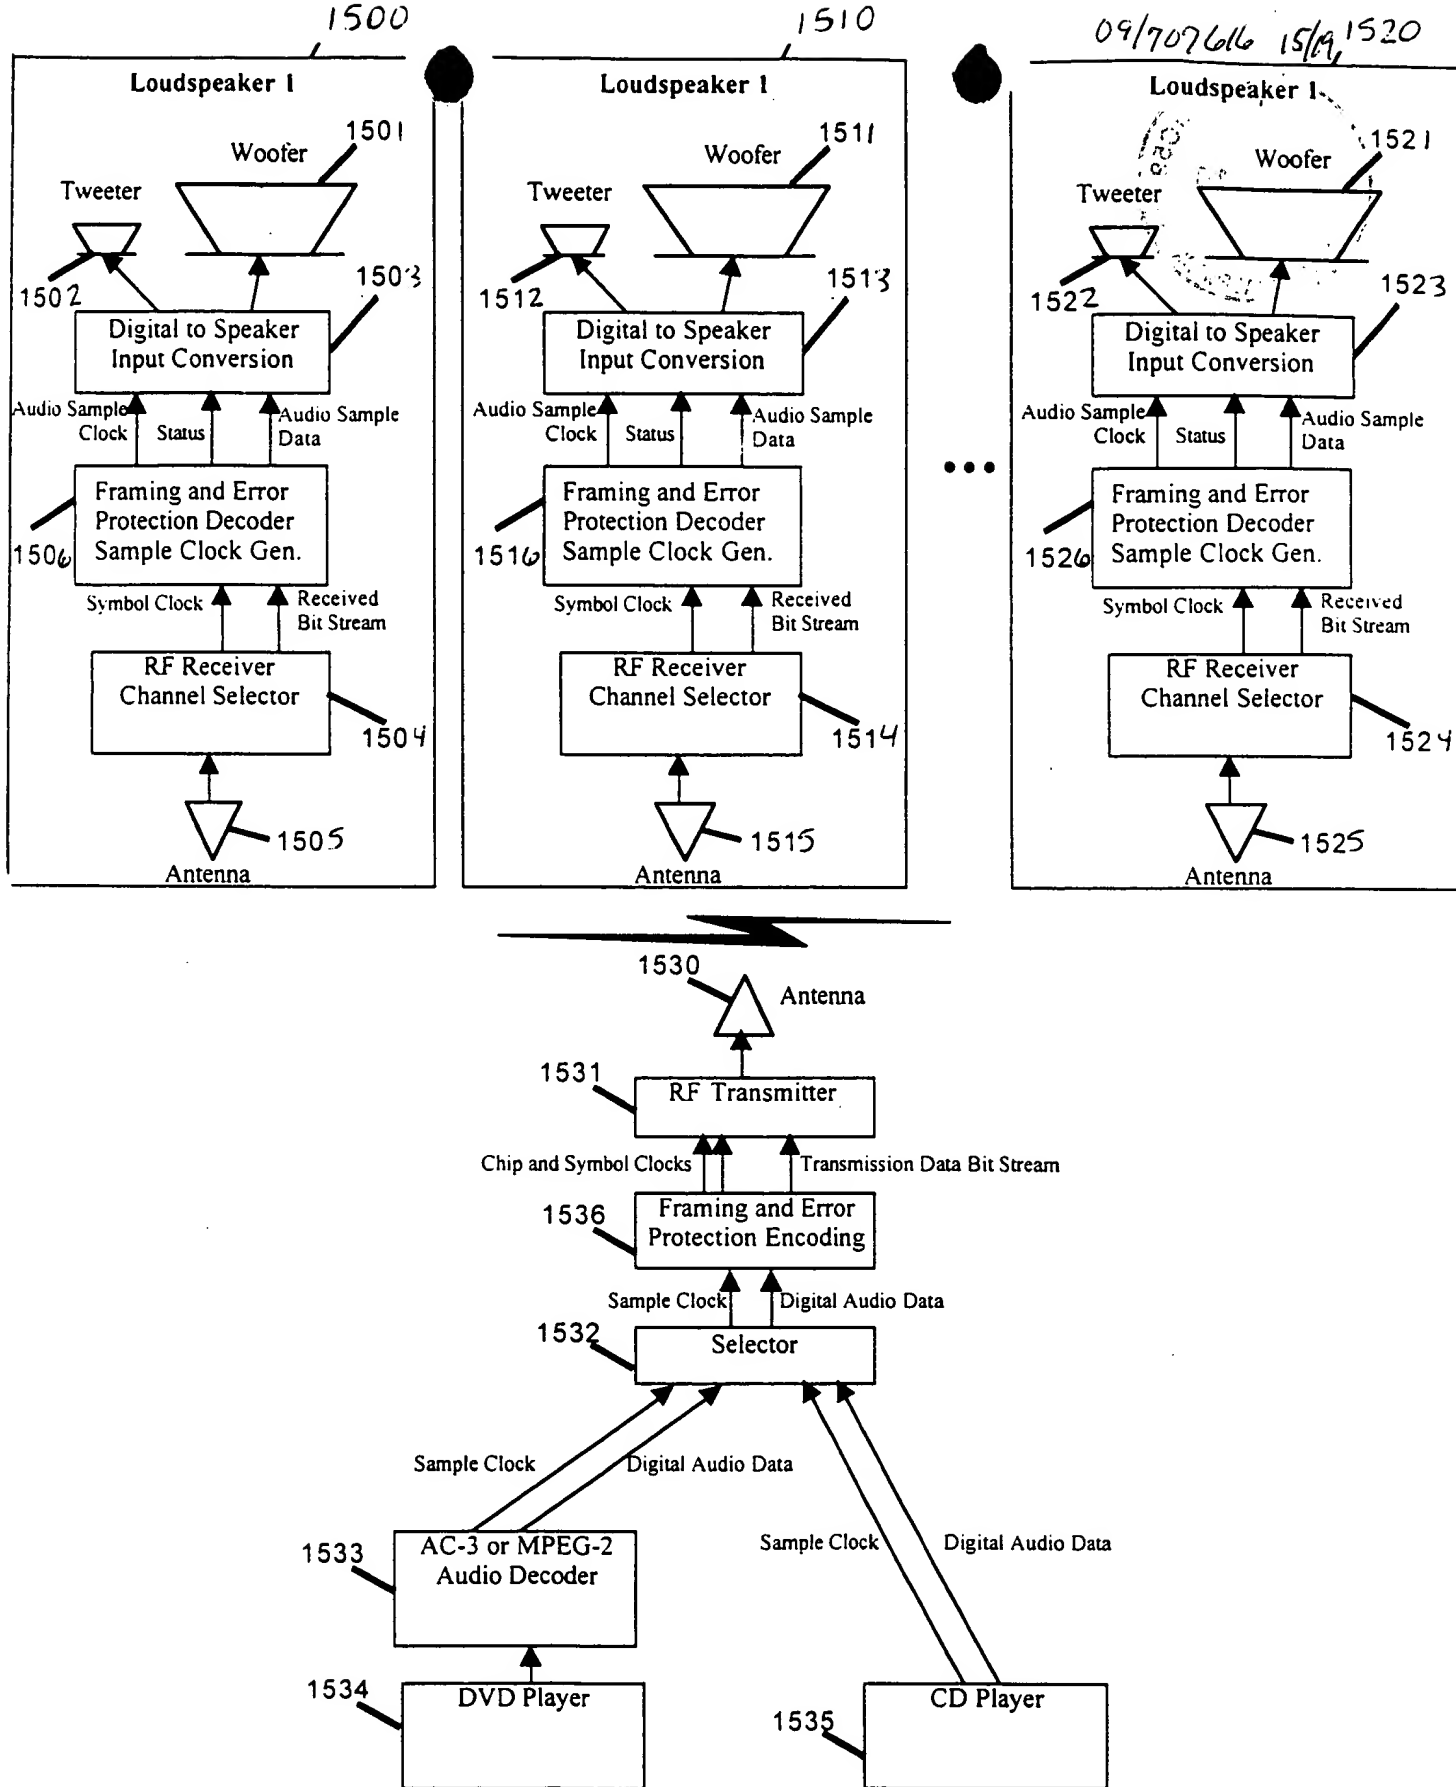 1500
1510
09/707616 15/19, 1520
Loudspeaker 1
Loudspeaker 1
Loudspeaker 1
1501
1511
1521
Woofer
Woofer
Woofer
Tweeter
Tweeter
Tweeter
1502
1503
1512
1513
1522
1523
Digital to Speaker
Input Conversion
Digital to Speaker
Input Conversion
Digital to Speaker
Input Conversion
Audio Sample
Clock
Status
Audio Sample
Data
Audio Sample
Clock
Status
Audio Sample
Data
Audio Sample
Clock
Status
Audio Sample
Data
...
Framing and Error
Protection Decoder
Sample Clock Gen.
Framing and Error
Protection Decoder
Sample Clock Gen.
Framing and Error
Protection Decoder
Sample Clock Gen.
1506
1516
1526
Symbol Clock
Received
Bit Stream
Symbol Clock
Received
Bit Stream
Symbol Clock
Received
Bit Stream
RF Receiver
Channel Selector
RF Receiver
Channel Selector
RF Receiver
Channel Selector
1504
1514
1524
1505
1515
1525
Antenna
Antenna
Antenna
1530
Antenna
1531
RF Transmitter
Chip and Symbol Clocks
Transmission Data Bit Stream
1536
Framing and Error
Protection Encoding
Sample Clock
Digital Audio Data
1532
Selector
Sample Clock
Digital Audio Data
Sample Clock
Digital Audio Data
1533
AC-3 or MPEG-2
Audio Decoder
1534
DVD Player
1535
CD Player